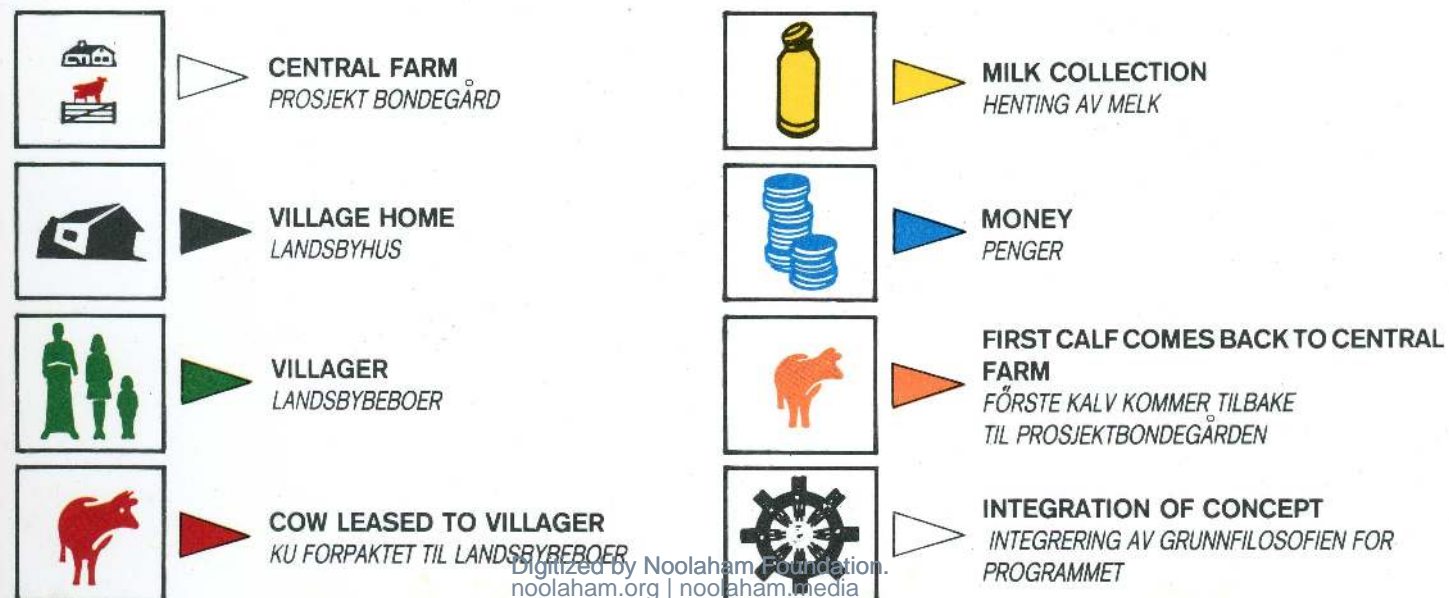 CENTRAL FARM
PROSJEKT BONDEGÅRD
VILLAGE HOME
LANDSBYHUS
VILLAGER
LANDSBYBEBOER
COW LEASED TO VILLAGER
KU FORPAKTET TIL LANDSBYBEBOER
MILK COLLECTION
HENTING AV MELK
MONEY
PENGER
FIRST CALF COMES BACK TO CENTRAL
FARM
FŐRSTE KALV KOMMER TILBAKE
TIL PROSJEKTBONDEGÅRDEN
INTEGRATION OF CONCEPT
INTEGRERING AV GRUNNFILOSOFIEN FOR
PROGRAMMET
Digitized by Noolaham Foundation.
noolaham.org | noolaham.media